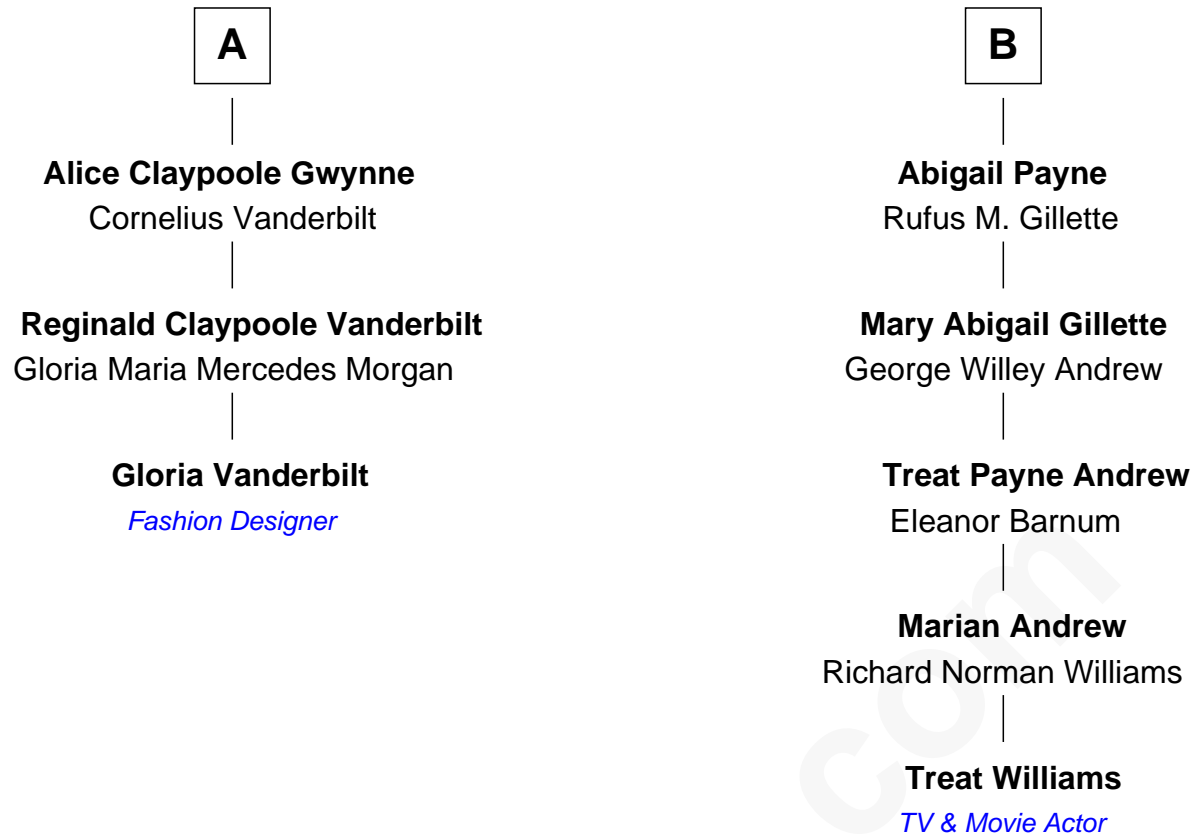 A
Alice Claypoole Gwynne
Cornelius Vanderbilt
Reginald Claypoole Vanderbilt
Gloria Maria Mercedes Morgan
Gloria Vanderbilt
Fashion Designer
B
Abigail Payne
Rufus M. Gillette
Mary Abigail Gillette
George Willey Andrew
Treat Payne Andrew
Eleanor Barnum
Marian Andrew
Richard Norman Williams
Treat Williams
TV & Movie Actor
com